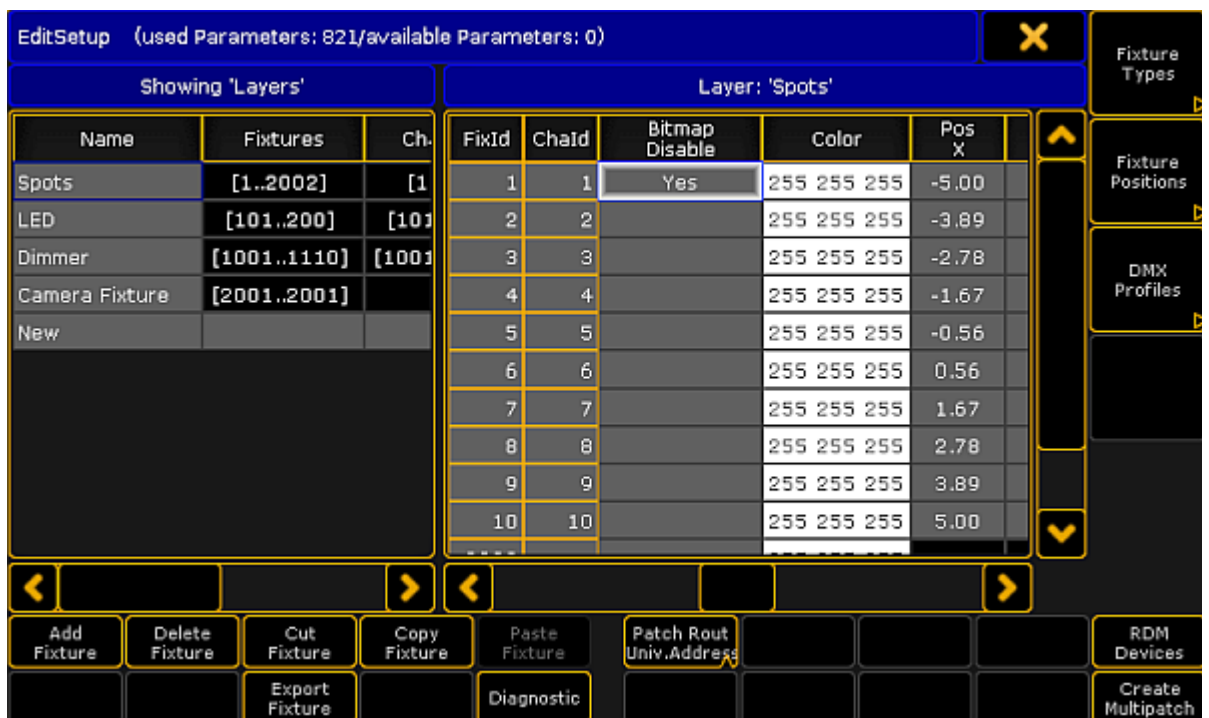 EditSetup (used Parameters: 821/available Parameters: 0)
Showing 'Layers'
Layer: 'Spots'
Name Fixtures Ch.
Spots [1..2002] [1
LED [101..200] [101
Dimmer [1001..1110] [1001
Camera Fixture [2001..2001]
New
FixId ChaId Bitmap Disable Color Pos X
1 1 Yes 255 255 255 -5.00
2 2 255 255 255 -3.89
3 3 255 255 255 -2.78
4 4 255 255 255 -1.67
5 5 255 255 255 -0.56
6 6 255 255 255 0.56
7 7 255 255 255 1.67
8 8 255 255 255 2.78
9 9 255 255 255 3.89
10 10 255 255 255 5.00
Fixture
Types
Fixture
Positions
DMX
Profiles
Add Fixture
Delete Fixture
Cut Fixture
Copy Fixture
Paste Fixture
Patch Rout Univ.Address
RDM Devices
Export Fixture
Diagnostic
Create Multipatch